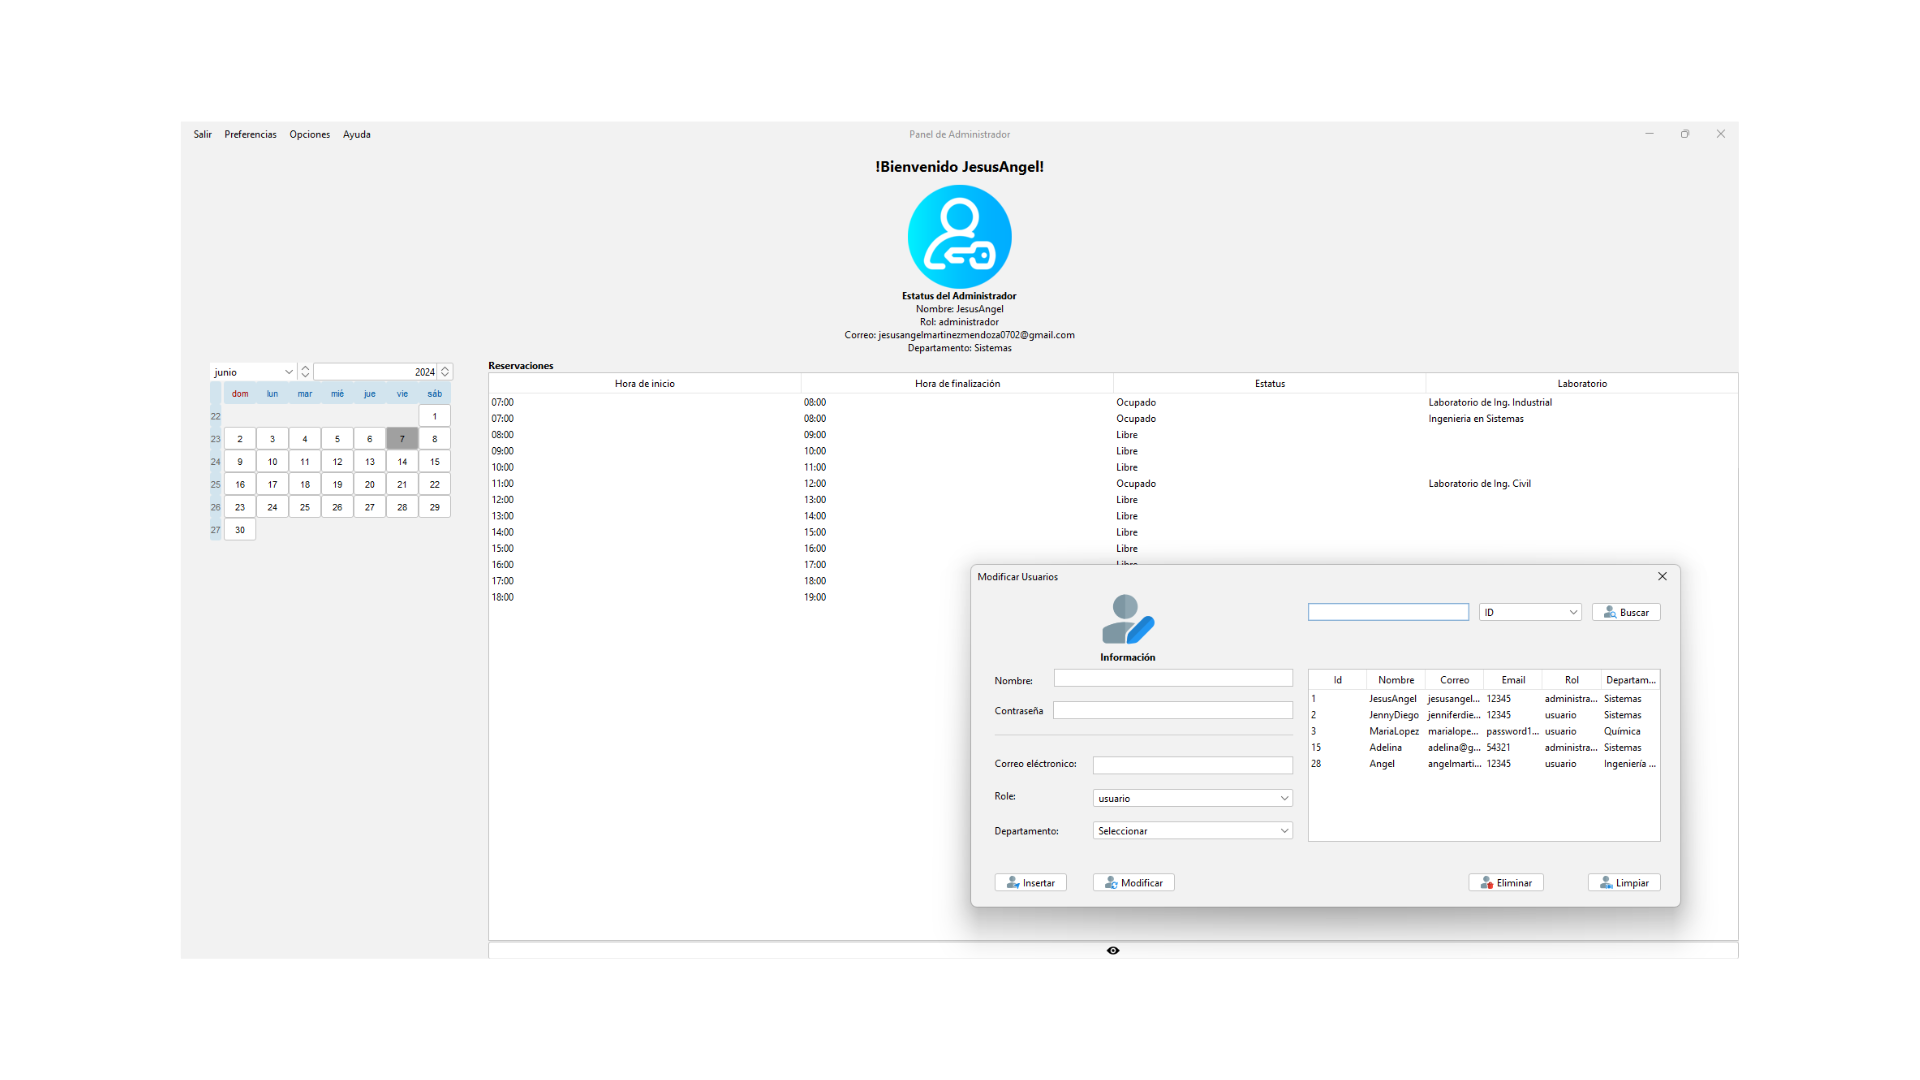 Salir Preferencias Opciones Ayuda
Panel de Administrador
!Bienvenido JesusAngel!
Estatus del Administrador
Nombre: JesusAngel
Rol: administrador
Correo: jesusangelmartinezmendoza0702@gmail.com
Departamento: Sistemas
junio 2024
dom lun mar mié jue vie sáb
22 1
23 2 3 4 5 6 7 8
24 9 10 11 12 13 14 15
25 16 17 18 19 20 21 22
26 23 24 25 26 27 28 29
27 30
Reservaciones
Hora de inicio Hora de finalización Estatus Laboratorio
07:00 08:00 Ocupado Laboratorio de Ing. Industrial
07:00 08:00 Ocupado Ingenieria en Sistemas
08:00 09:00 Libre
09:00 10:00 Libre
10:00 11:00 Libre
11:00 12:00 Ocupado Laboratorio de Ing. Civil
12:00 13:00 Libre
13:00 14:00 Libre
14:00 15:00 Libre
15:00 16:00 Libre
16:00 17:00 Libre
17:00 18:00
18:00 19:00
Modificar Usuarios
Información
Nombre:
Contraseña
Correo eléctronico:
Role: usuario
Departamento: Seleccionar
Insertar Modificar
ID Buscar
Id Nombre Correo Email Rol Departam...
1 JesusAngel jesusangel... 12345 administra... Sistemas
2 JennyDiego jenniferdie... 12345 usuario Sistemas
3 MariaLopez marialope... password1... usuario Química
15 Adelina adelina@g... 54321 administra... Sistemas
28 Angel angelmarti... 12345 usuario Ingeniería ...
Eliminar Limpiar